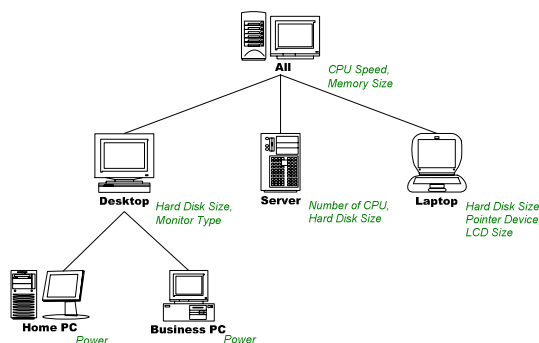 All
CPU Speed,
Memory Size
Desktop
Hard Disk Size,
Monitor Type
Server
Number of CPU,
Hard Disk Size
Laptop
Hard Disk Size
Pointer Device
LCD Size
Home PC
Power
Business PC
Power